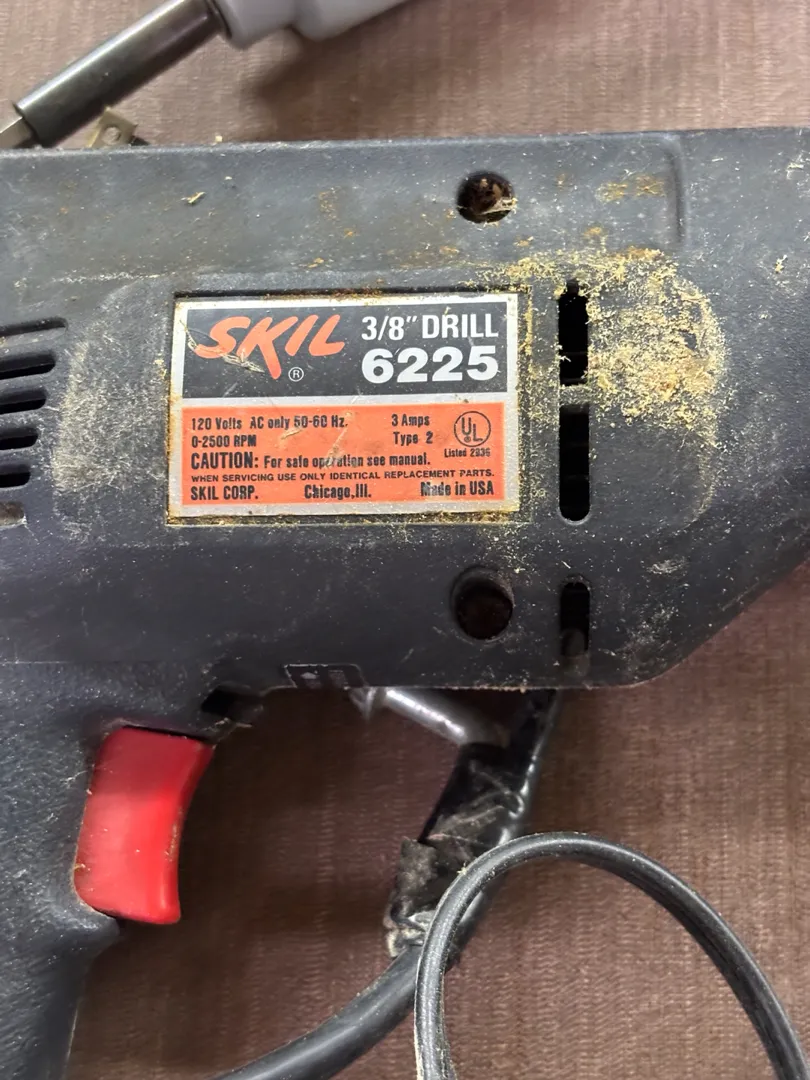 SKIL 3/8" DRILL
® 6225
120 Volts AC only 50-60 Hz. 3 Amps
0-2500 RPM Type 2
UL
Listed 2036
CAUTION: For safe operation see manual.
WHEN SERVICING USE ONLY IDENTICAL REPLACEMENT PARTS.
SKIL CORP. Chicago,Ill. Made in USA